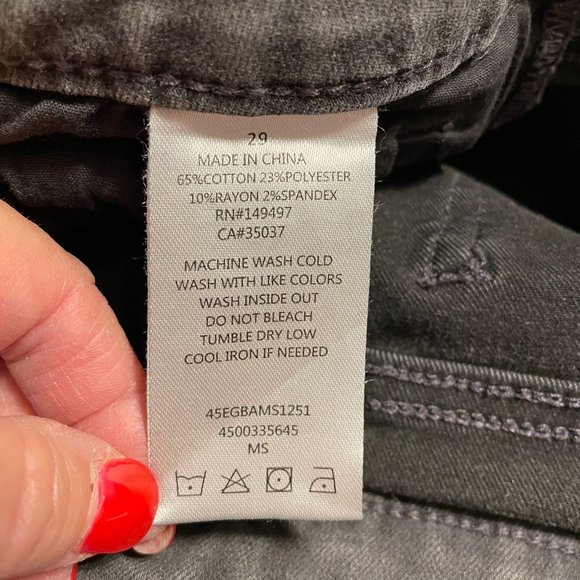 29
MADE IN CHINA
65%COTTON 23%POLYESTER
10%RAYON 2%SPANDEX
RN#149497
CA#35037
MACHINE WASH COLD
WASH WITH LIKE COLORS
WASH INSIDE OUT
DO NOT BLEACH
TUMBLE DRY LOW
COOL IRON IF NEEDED
45EGBAMS1251
4500335645
MS